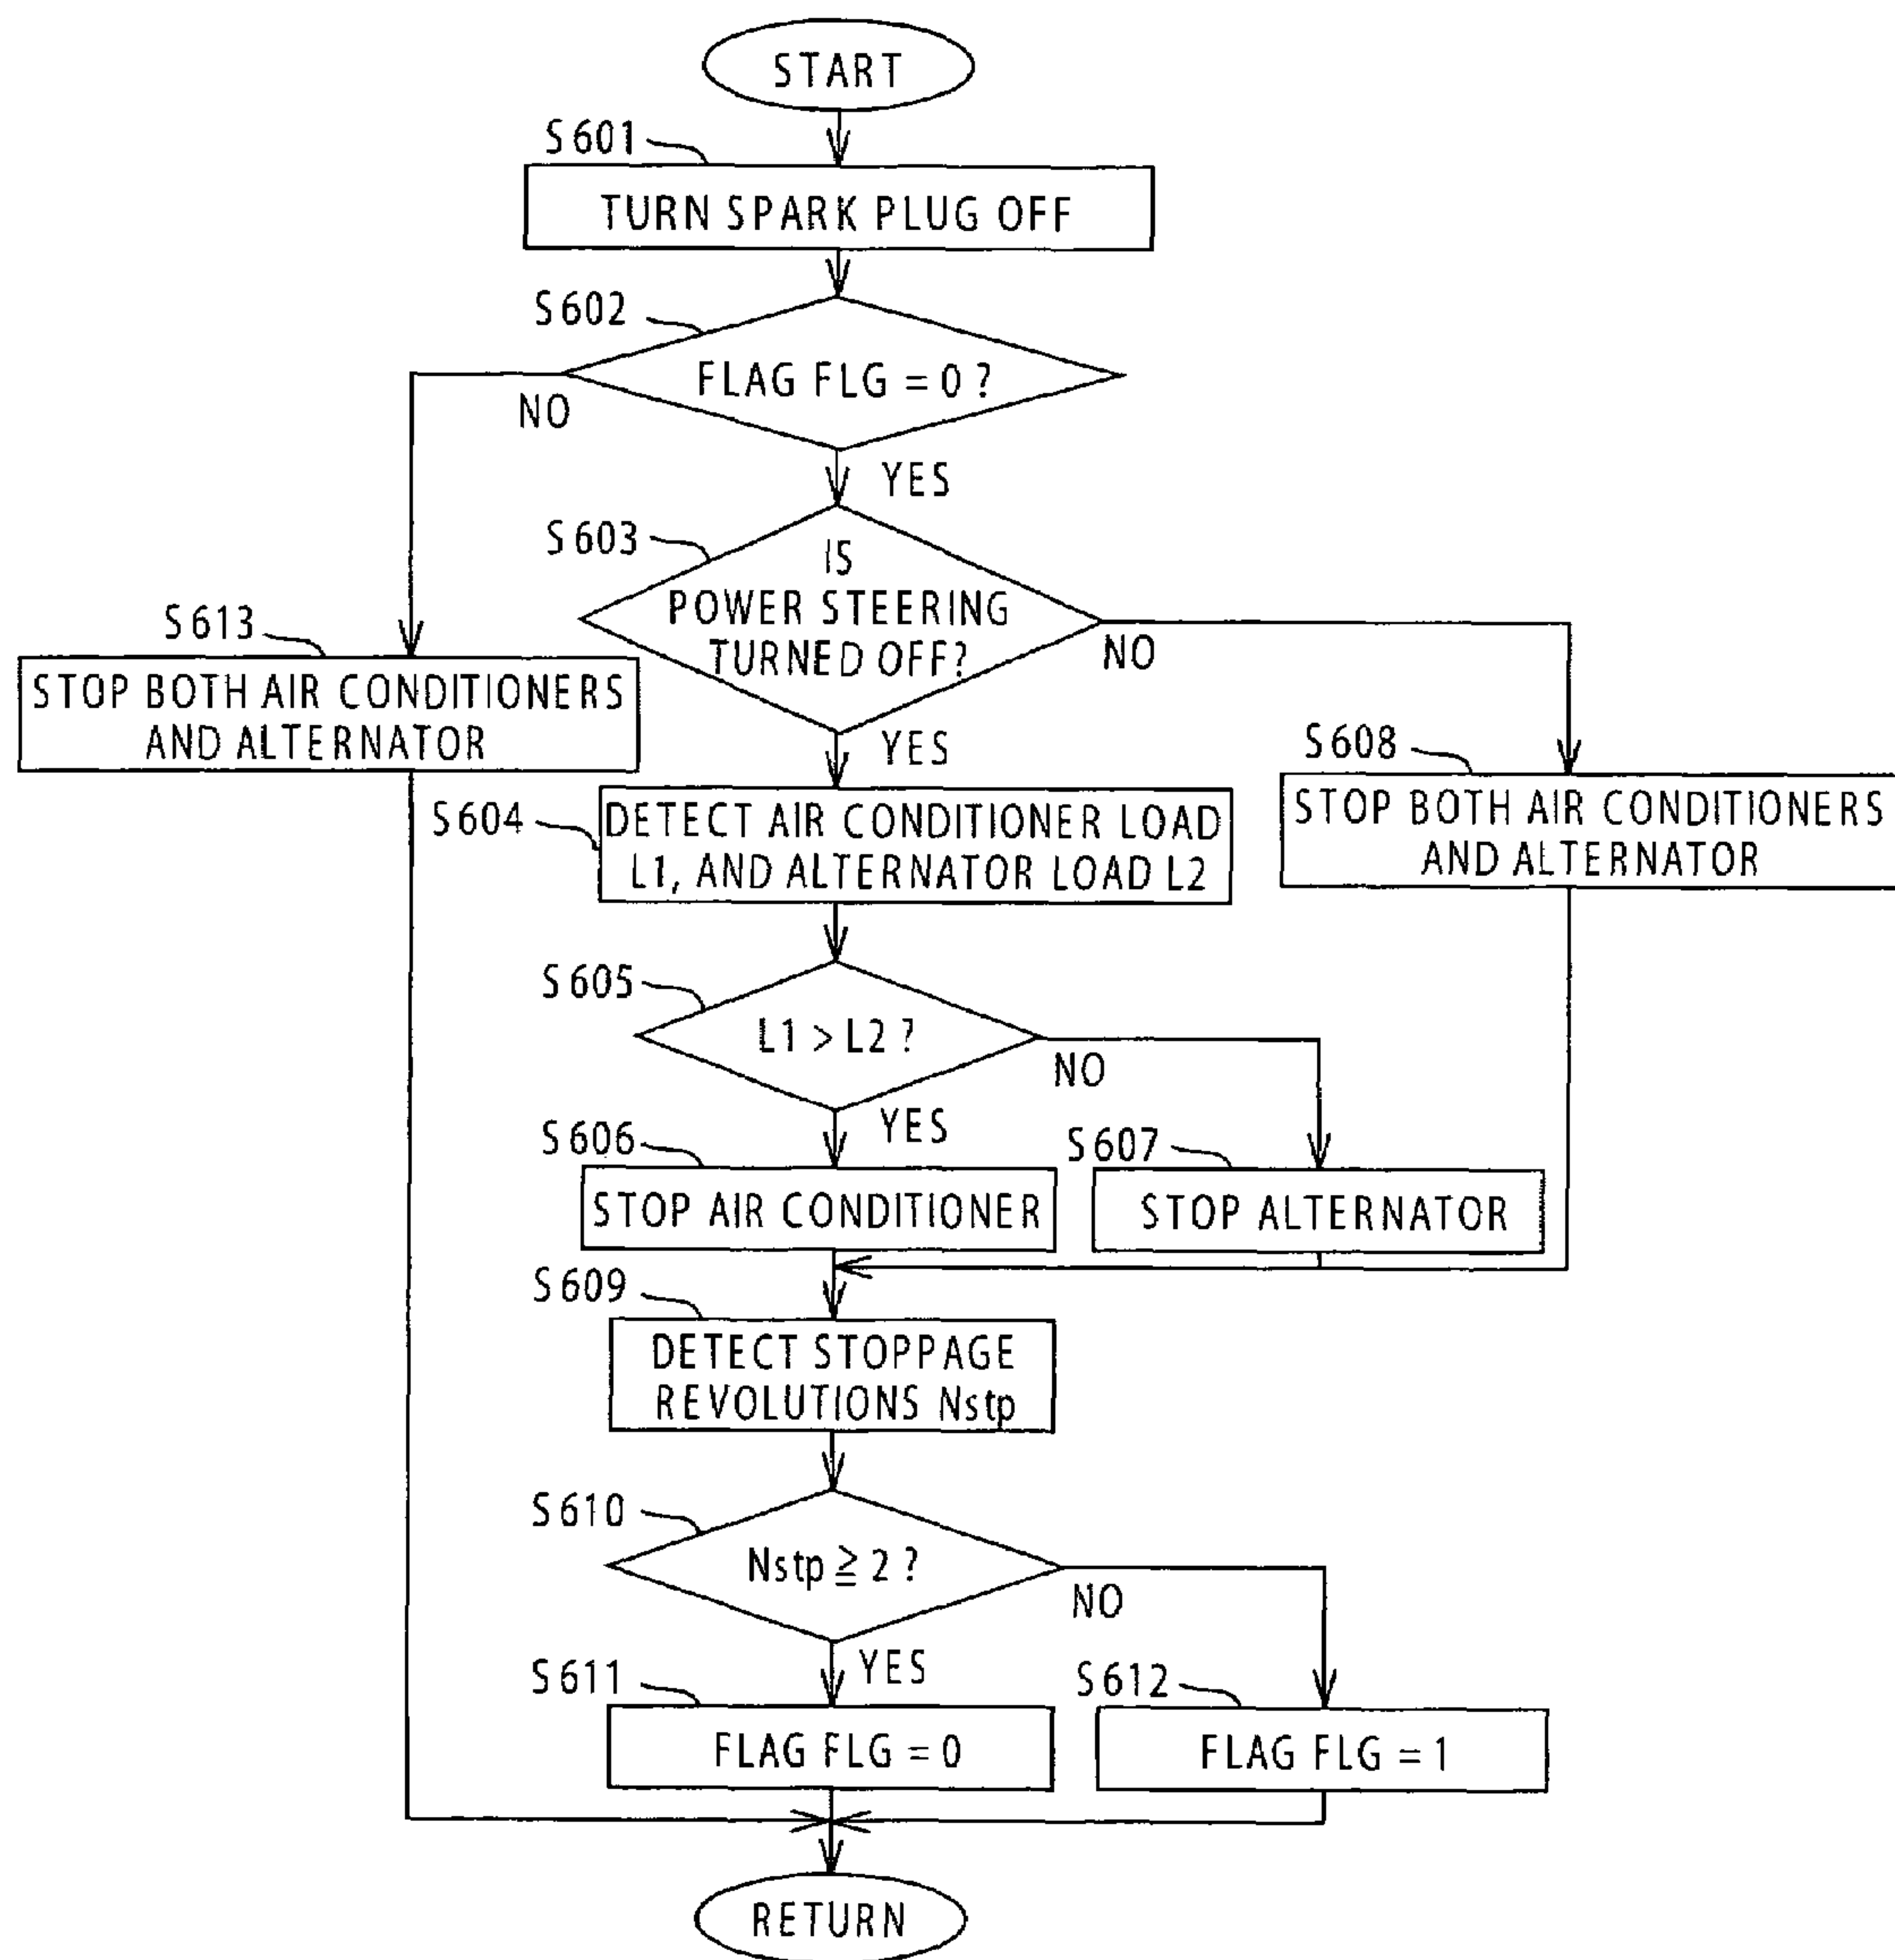 START
S601
TURN SPARK PLUG OFF
S602
FLAG FLG = 0 ?
NO
YES
S603
IS
POWER STEERING
TURNED OFF?
NO
YES
S613
STOP BOTH AIR CONDITIONERS
AND ALTERNATOR
S608
STOP BOTH AIR CONDITIONERS
AND ALTERNATOR
S604
DETECT AIR CONDITIONER LOAD
L1, AND ALTERNATOR LOAD L2
S605
L1 > L2 ?
NO
YES
S606
STOP AIR CONDITIONER
S607
STOP ALTERNATOR
S609
DETECT STOPPAGE
REVOLUTIONS Nstp
S610
Nstp ≧ 2 ?
NO
YES
S611
FLAG FLG = 0
S612
FLAG FLG = 1
RETURN